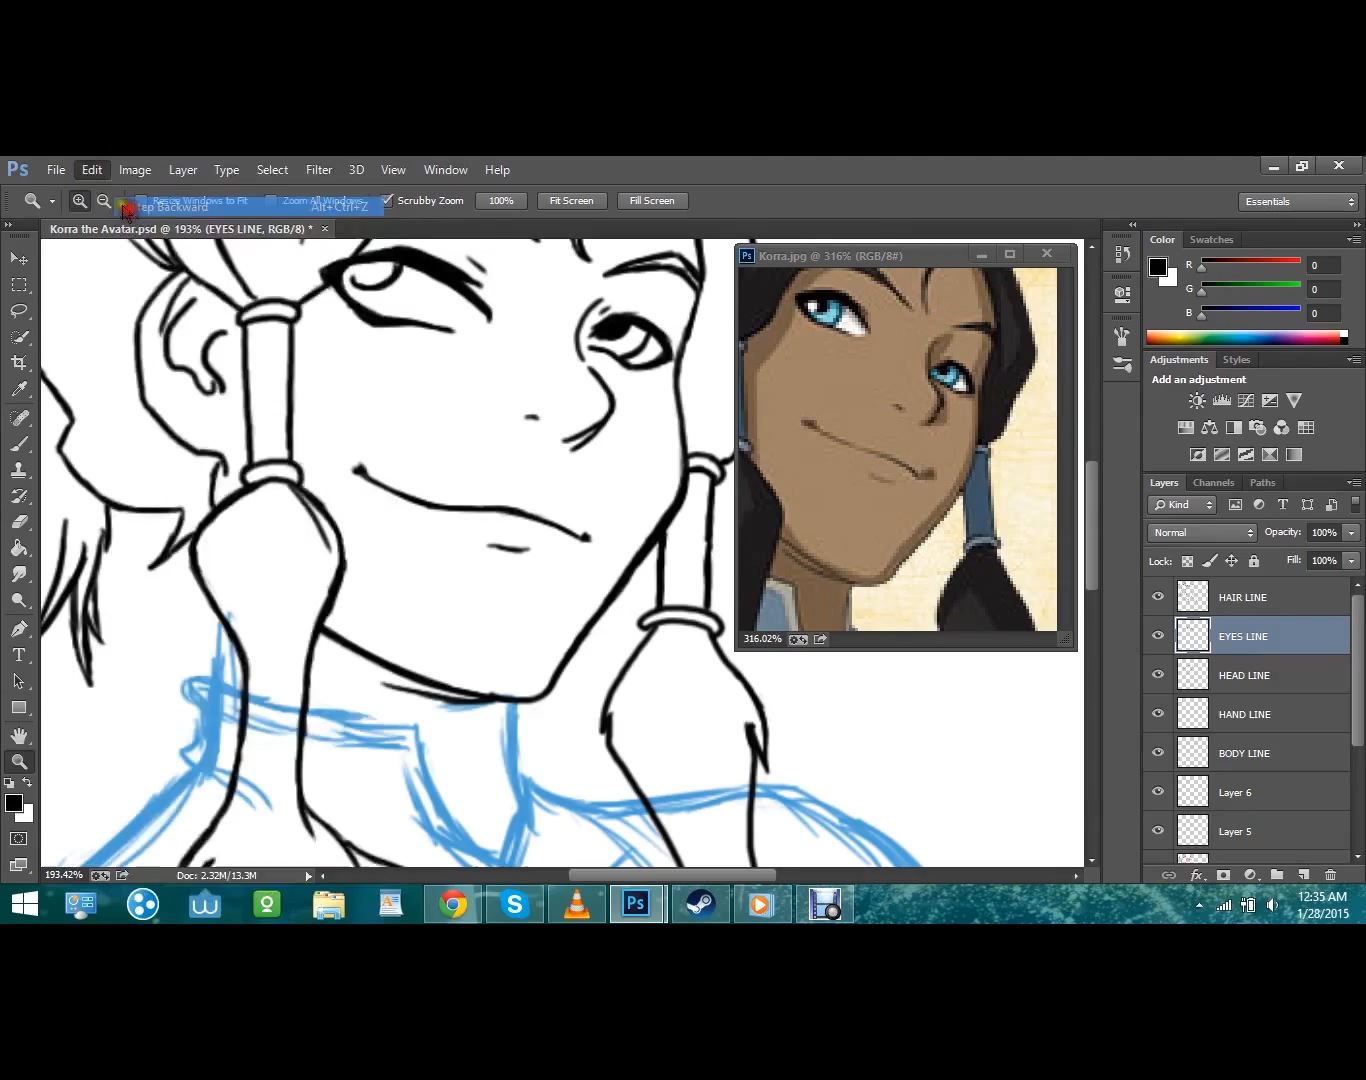 Ps File Edit Image Layer Type Select Filter 3D View Window Help
Resize Windows to Fit Zoom All Windows Scrubby Zoom 100% Fit Screen Fill Screen Essentials
Step Backward Alt+Ctrl+Z
Korra the Avatar.psd @ 193% (EYES LINE, RGB/8) *
Ps Korra.jpg @ 316% (RGB/8#)
316.02%
Color Swatches
R 0
G 0
B 0
Adjustments Styles
Add an adjustment
Layers Channels Paths
Kind
Normal Opacity: 100%
Lock: Fill: 100%
HAIR LINE
EYES LINE
HEAD LINE
HAND LINE
BODY LINE
Layer 6
Layer 5
193.42% Doc: 2.32M/13.3M
Ps
12:35 AM
1/28/2015